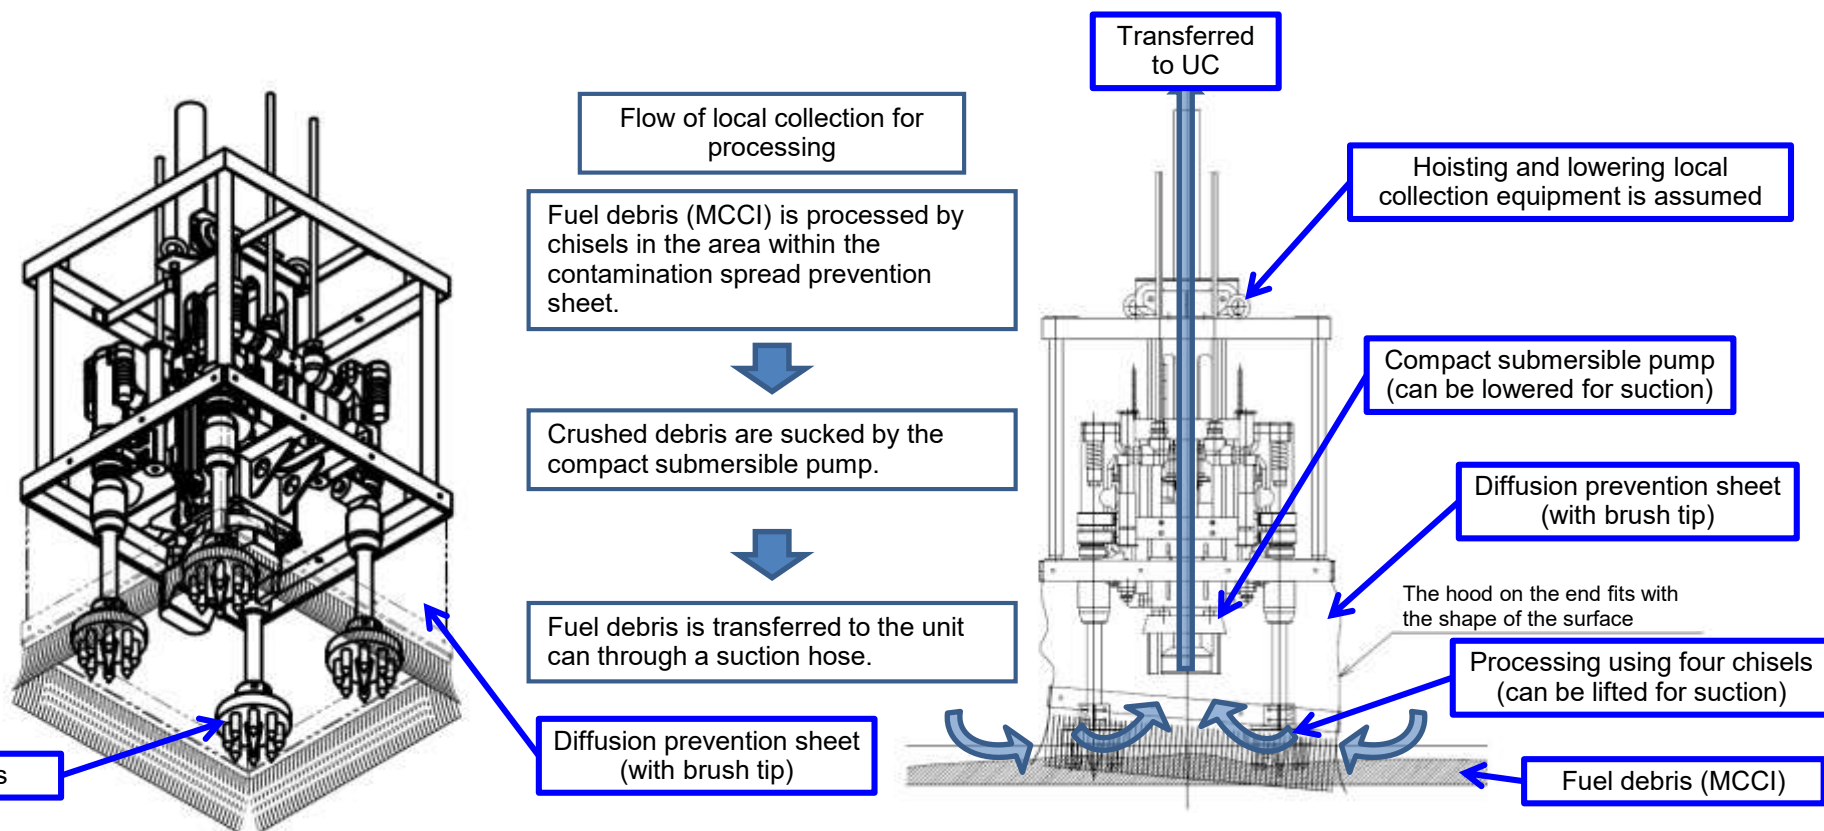 Transferred
to UC
Flow of local collection for
processing
Hoisting and lowering local
collection equipment is assumed
Fuel debris (MCCI) is processed by
chisels in the area within the
contamination spread prevention
sheet.
Compact submersible pump
(can be lowered for suction)
Crushed debris are sucked by the
compact submersible pump.
Diffusion prevention sheet
(with brush tip)
The hood on the end fits with
the shape of the surface
Fuel debris is transferred to the unit
can through a suction hose.
Processing using four chisels
(can be lifted for suction)
Diffusion prevention sheet
(with brush tip)
s
Fuel debris (MCCI)